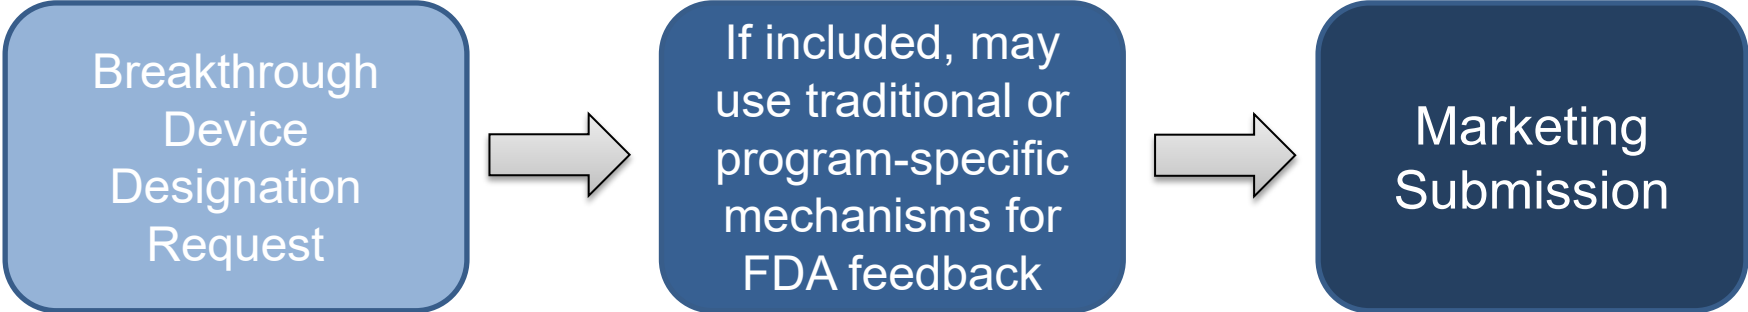 Breakthrough
Device
Designation
Request
If included, may
use traditional or
program-specific
mechanisms for
FDA feedback
Marketing
Submission